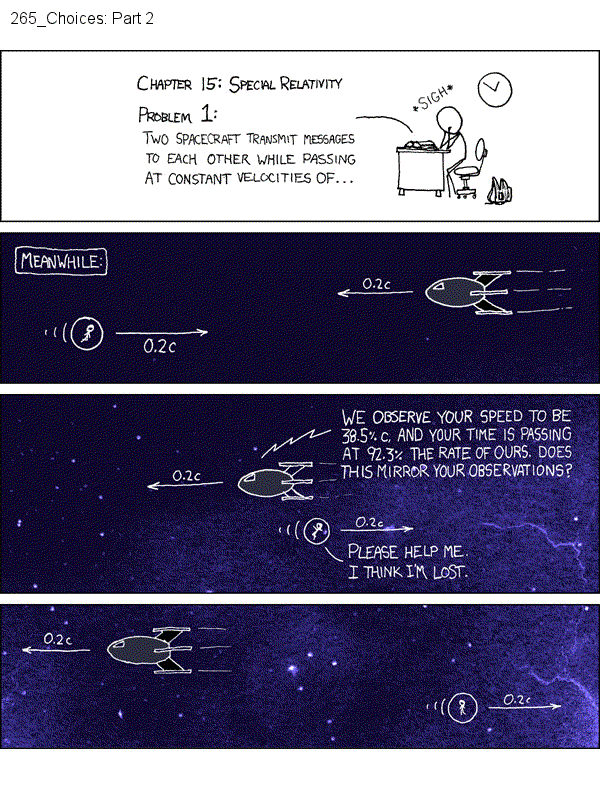 265_Choices: Part 2
CHAPTER 15: SPECIAL RELATIVITY
PROBLEM 1:
TWO SPACECRAFT TRANSMIT MESSAGES
TO EACH OTHER WHILE PASSING
AT CONSTANT VELOCITIES OF...
*SIGH*
MEANWHILE:
0.2c
0.2c
WE OBSERVE YOUR SPEED TO BE
38.5% c, AND YOUR TIME IS PASSING
AT 92.3% THE RATE OF OURS. DOES
THIS MIRROR YOUR OBSERVATIONS?
0.2c
0.2c
PLEASE HELP ME.
I THINK I'M LOST.
0.2c
0.2c